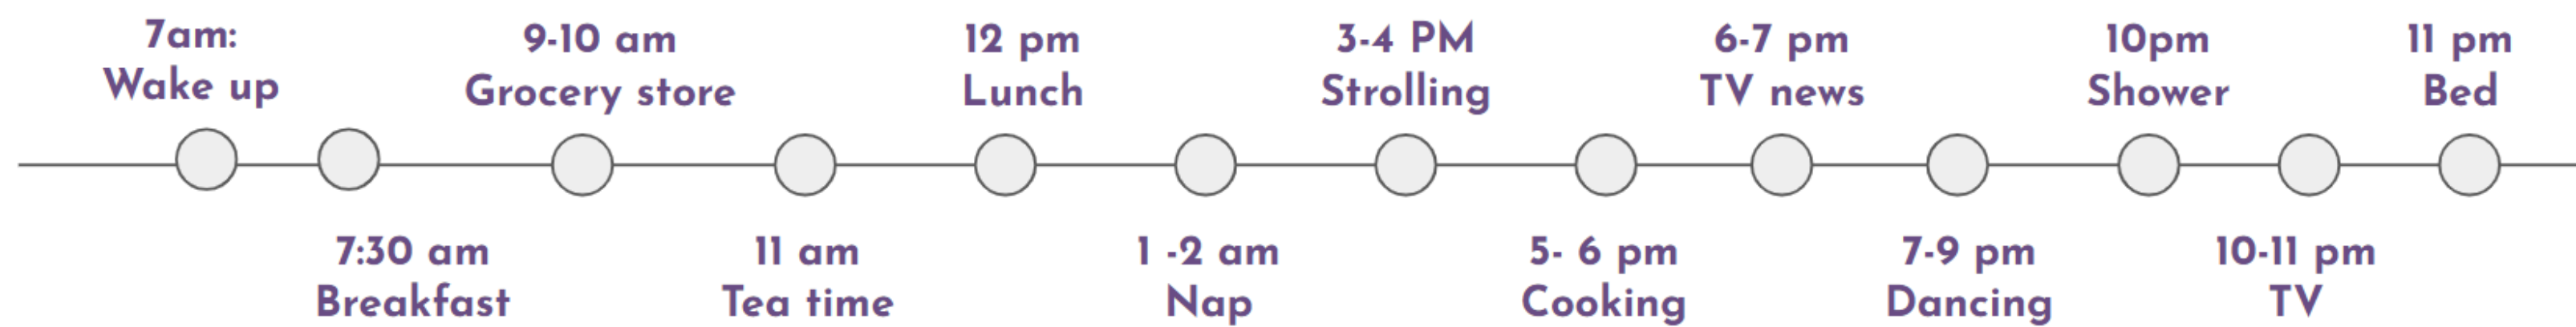 7am:
Wake up
7:30 am
Breakfast
9-10 am
Grocery store
11 am
Tea time
12 pm
Lunch
1 -2 am
Nap
3-4 PM
Strolling
5- 6 pm
Cooking
6-7 pm
TV news
7-9 pm
Dancing
10pm
Shower
10-11 pm
TV
11 pm
Bed